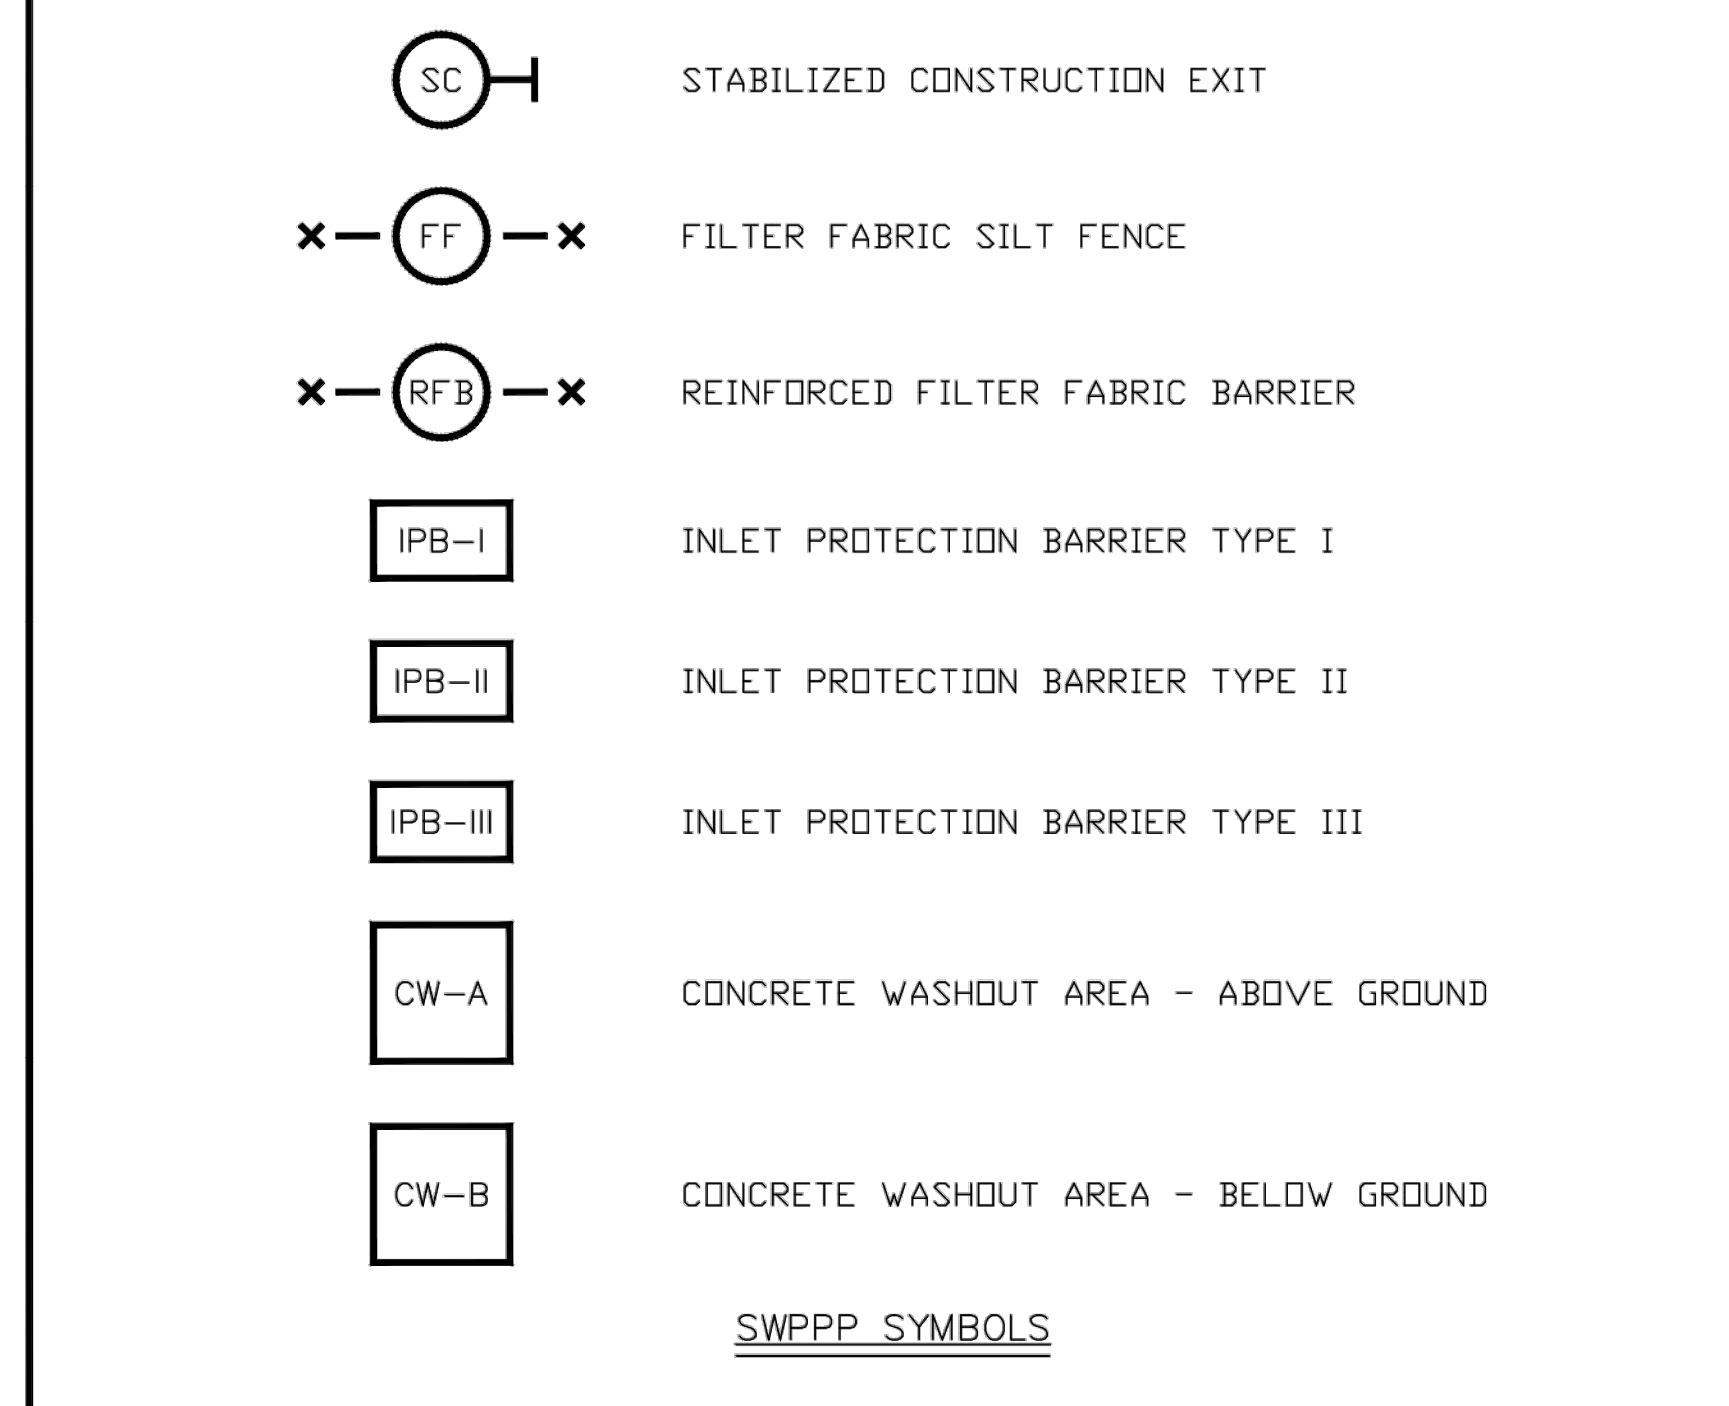 SC STABILIZED CONSTRUCTION EXIT
FF FILTER FABRIC SILT FENCE
RFB REINFORCED FILTER FABRIC BARRIER
IPB-I INLET PROTECTION BARRIER TYPE I
IPB-II INLET PROTECTION BARRIER TYPE II
IPB-III INLET PROTECTION BARRIER TYPE III
CW-A CONCRETE WASHOUT AREA - ABOVE GROUND
CW-B CONCRETE WASHOUT AREA - BELOW GROUND
SWPPP SYMBOLS